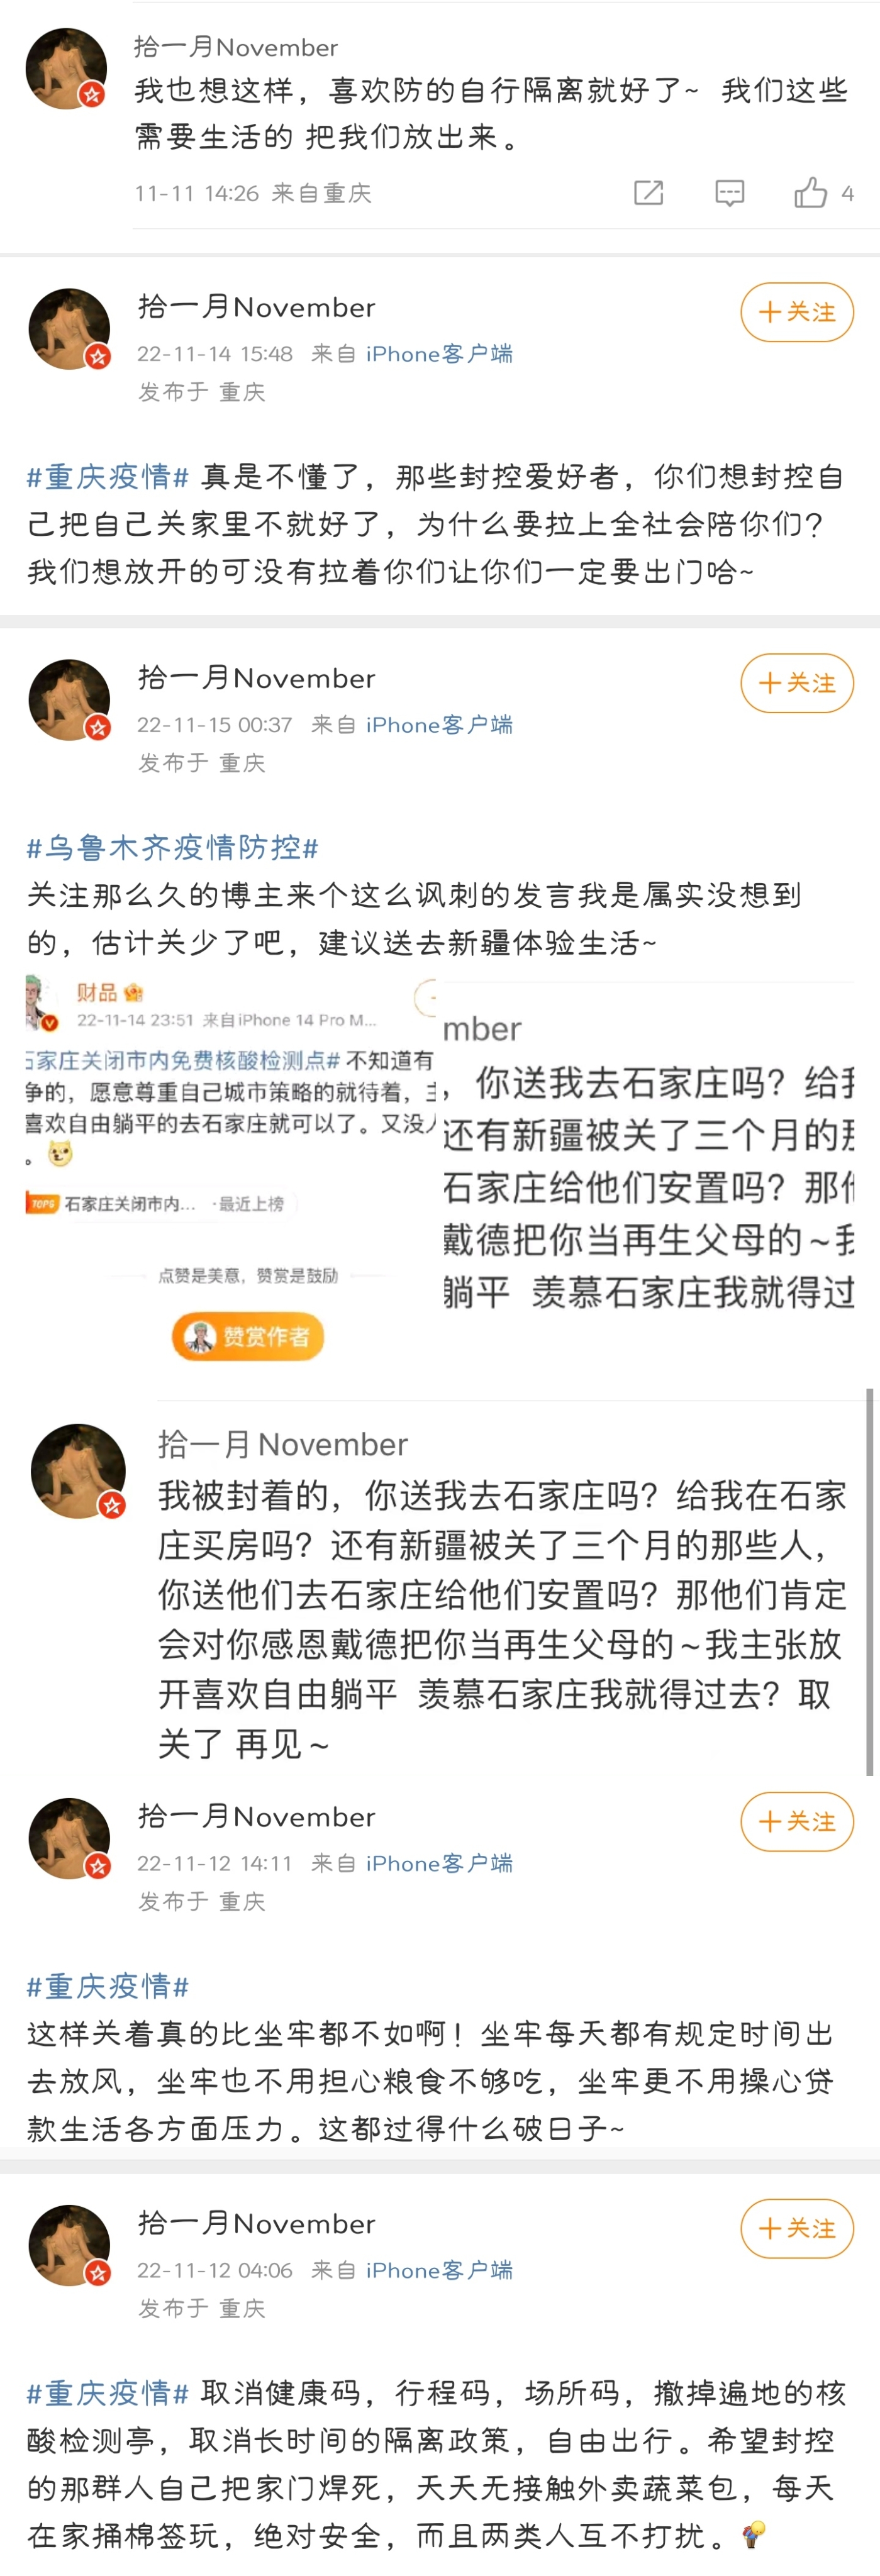 拾一月November
我也想这样，喜欢防的自行隔离就好了~ 我们这些
需要生活的 把我们放出来。
11-11 14:26 来自重庆
4
拾一月November
＋关注
22-11-14 15:48 来自 iPhone客户端
发布于 重庆
#重庆疫情# 真是不懂了，那些封控爱好者，你们想封控自
己把自己关家里不就好了，为什么要拉上全社会陪你们？
我们想放开的可没有拉着你们让你们一定要出门哈~
拾一月November
＋关注
22-11-15 00:37 来自 iPhone客户端
发布于 重庆
#乌鲁木齐疫情防控#
关注那么久的博主来个这么讽刺的发言我是属实没想到
的，估计关少了吧，建议送去新疆体验生活~
财品
22-11-14 23:51 来自iPhone 14 Pro M...
家庄关闭市内免费核酸检测点# 不知道有
争的，愿意尊重自己城市策略的就待着，
喜欢自由躺平的去石家庄就可以了。又没
。
TOP6 石家庄关闭市内... ·最近上榜
点赞是美意，赞赏是鼓励
赞赏作者
mber
，你送我去石家庄吗？给
还有新疆被关了三个月的
石家庄给他们安置吗？那
戴德把你当再生父母的~
躺平 羡慕石家庄我就得过
拾一月November
我被封着的，你送我去石家庄吗？给我在石家
庄买房吗？还有新疆被关了三个月的那些人，
你送他们去石家庄给他们安置吗？那他们肯定
会对你感恩戴德把你当再生父母的~我主张放
开喜欢自由躺平 羡慕石家庄我就得过去？取
关了 再见~
拾一月November
＋关注
22-11-12 14:11 来自 iPhone客户端
发布于 重庆
#重庆疫情#
这样关着真的比坐牢都不如啊！坐牢每天都有规定时间出
去放风，坐牢也不用担心粮食不够吃，坐牢更不用操心贷
款生活各方面压力。这都过得什么破日子~
拾一月November
＋关注
22-11-12 04:06 来自 iPhone客户端
发布于 重庆
#重庆疫情# 取消健康码，行程码，场所码，撤掉遍地的核
酸检测亭，取消长时间的隔离政策，自由出行。希望封控
的那群人自己把家门焊死，天天无接触外卖蔬菜包，每天
在家捅棉签玩，绝对安全，而且两类人互不打扰。